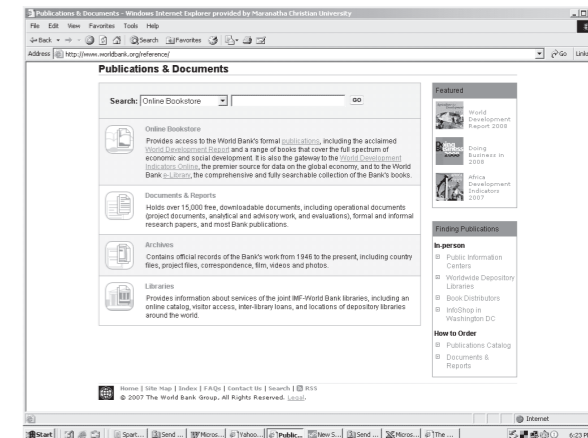 Publications & Documents - Windows Internet Explorer provided by Maranatha Christian University
File Edit View Favorites Tools Help
Back Search Favorites
Address http://www.worldbank.org/reference/ Go Links
Publications & Documents
Search: Online Bookstore GO
Online Bookstore
Provides access to the World Bank's formal publications, including the acclaimed
World Development Report and a range of books that cover the full spectrum of
economic and social development. It is also the gateway to the World Development
Indicators Online, the premier source for data on the global economy, and to the World
Bank e-Library, the comprehensive and fully searchable collection of the Bank's books.
Documents & Reports
Holds over 15,000 free, downloadable documents, including operational documents
(project documents, analytical and advisory work, and evaluations), formal and informal
research papers, and most Bank publications.
Archives
Contains official records of the Bank's work from 1946 to the present, including country
files, project files, correspondence, film, videos and photos.
Libraries
Provides information about services of the joint IMF-World Bank libraries, including an
online catalog, visitor access, inter-library loans, and locations of depository libraries
around the world.
Featured
World
Development
Report 2008
Doing
Business in
2008
Africa
Development
Indicators
2007
Finding Publications
In-person
Public Information
Centers
Worldwide Depository
Libraries
Book Distributors
InfoShop in
Washington DC
How to Order
Publications Catalog
Documents &
Reports
Home | Site Map | Index | FAQs | Contact Us | Search | RSS
© 2007 The World Bank Group, All Rights Reserved. Legal.
Internet
Start Spart... Send ... Micros... Yahoo... Public... New S... Send ... Micros... The ... 6:22 PM